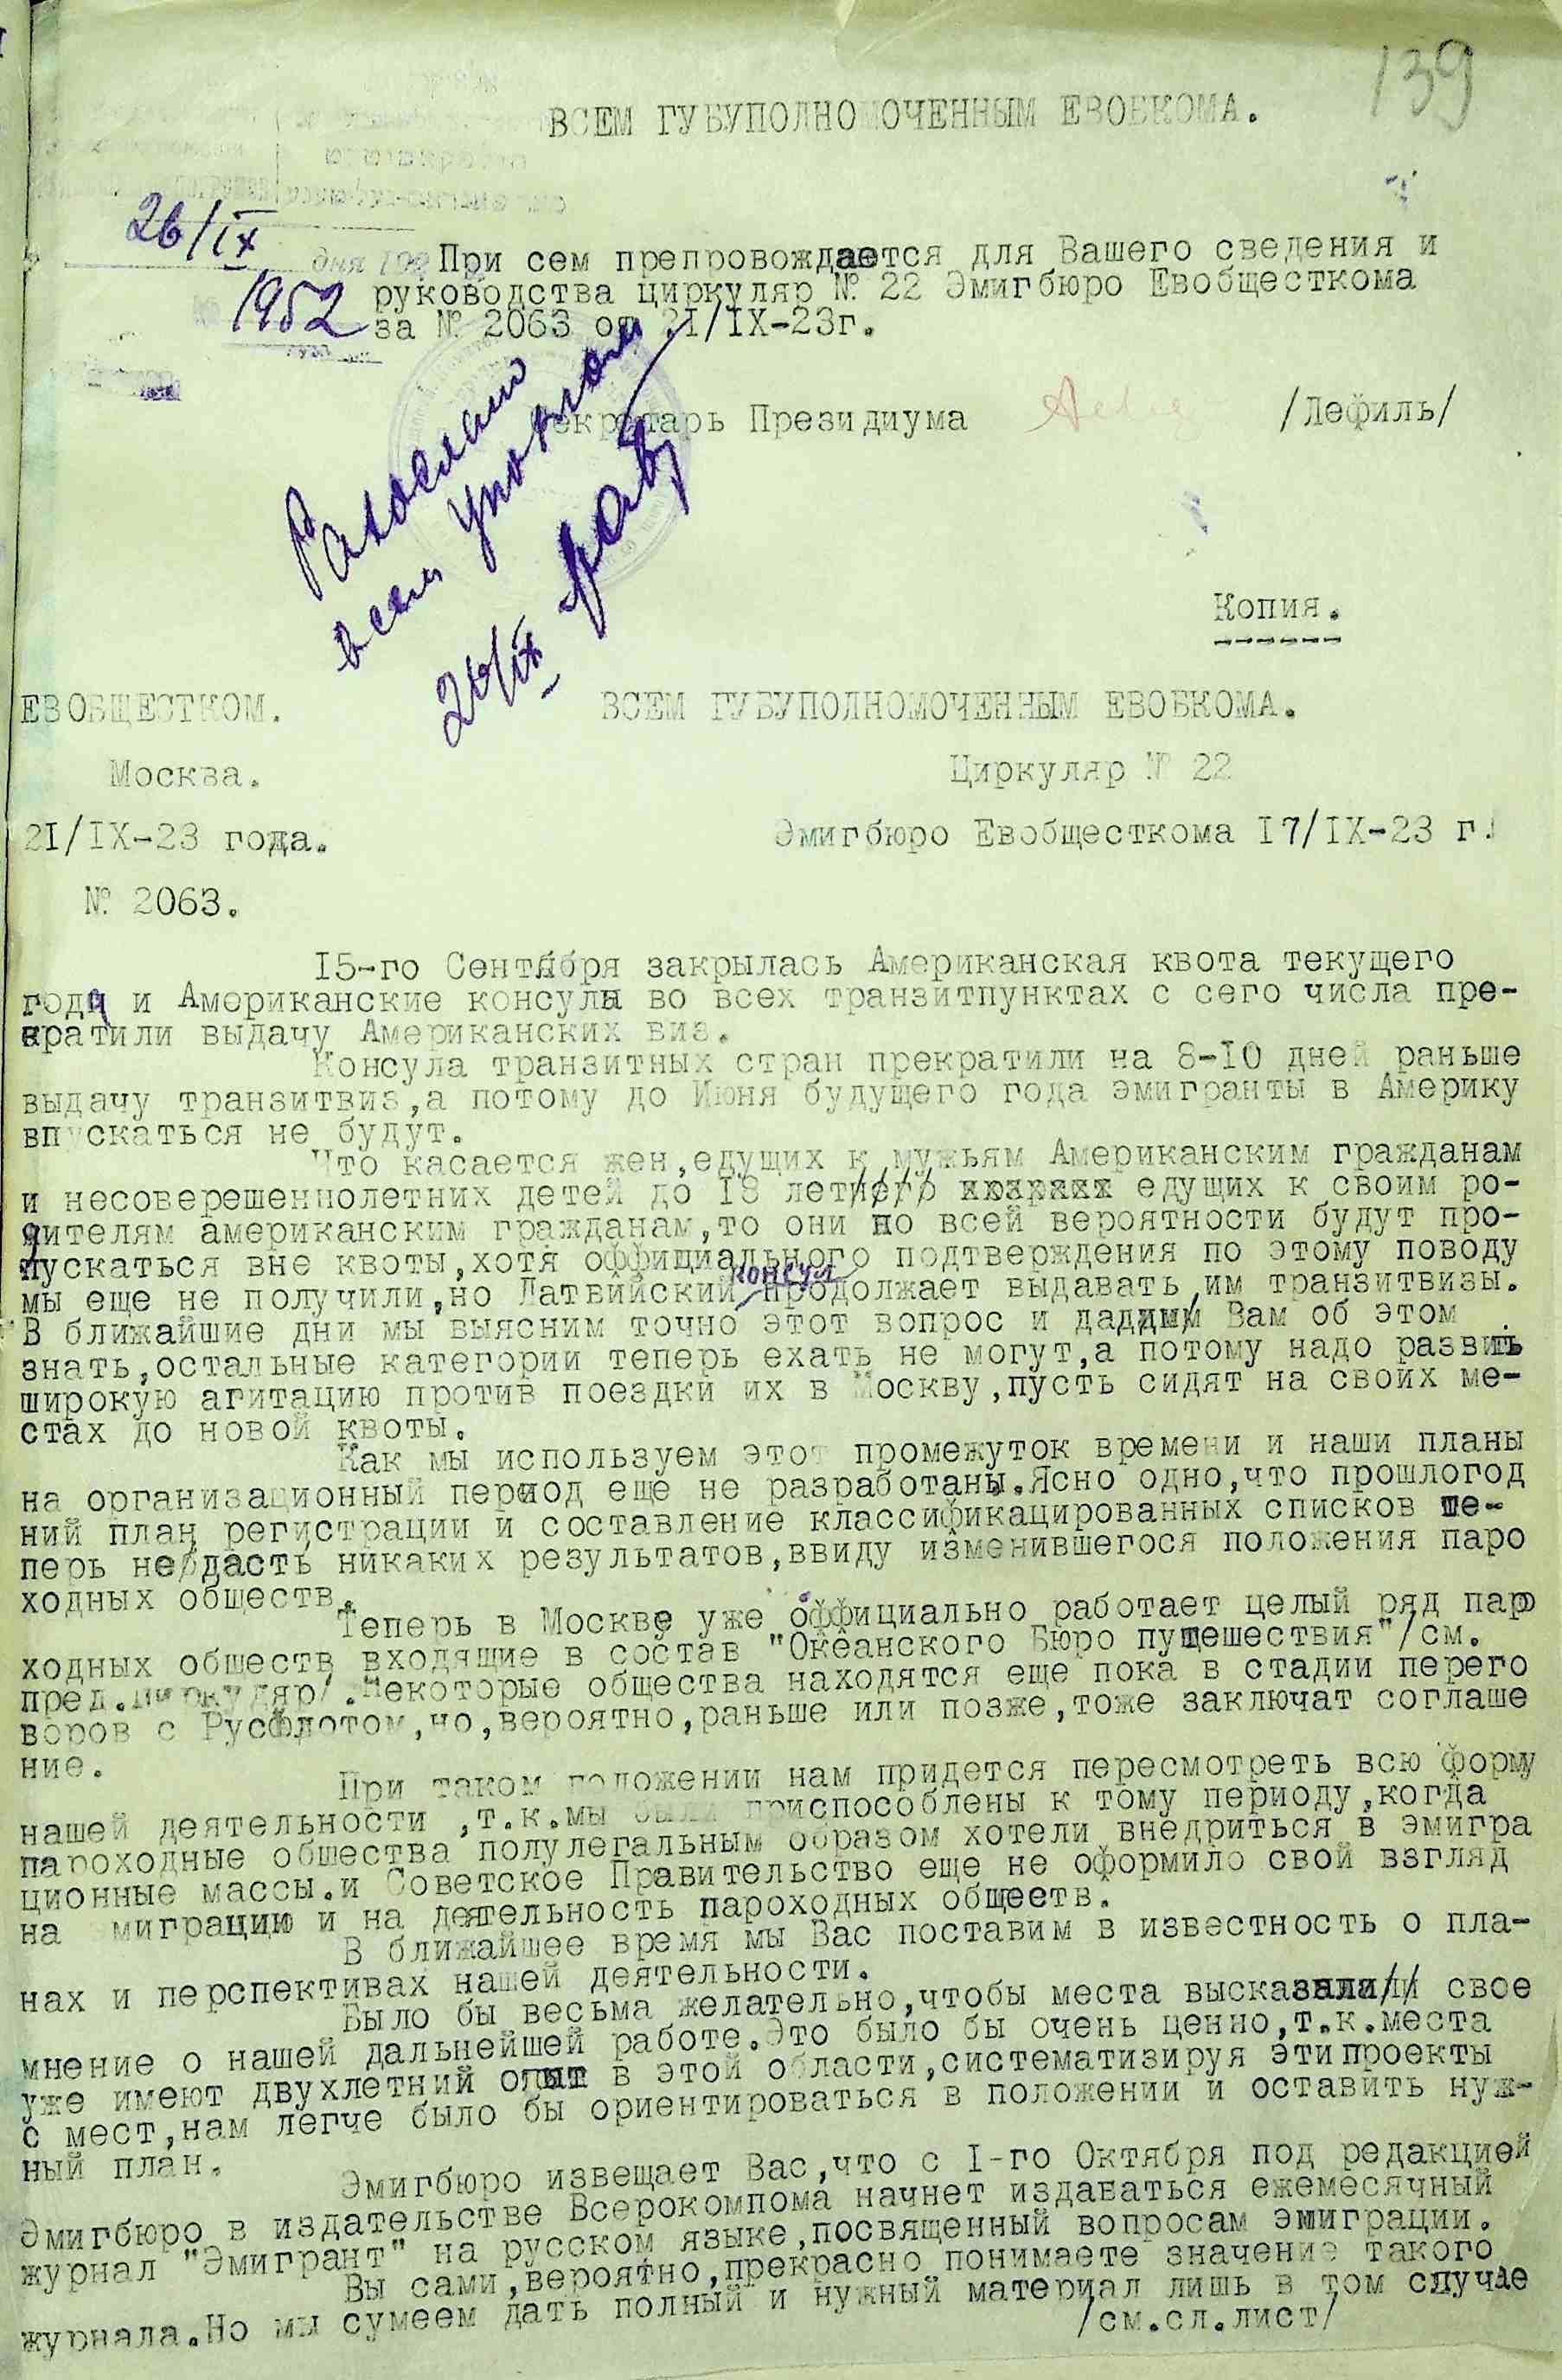 139
ВСЕМ ГУБУПОЛНОМОЧЕННЫМ ЕВОБКОМА.
26/IX
дня 192 При сем препровождается для Вашего сведения и
1952 руководства циркуляр № 22 Эмигбюро Евобщесткома
за № 2063 от 21/IX-23г.
Секретарь Президиума /Дефиль/
Разослано
всем уполном
26/IX
Копия.
ЕВОБЩЕСТКОМ. ВСЕМ ГУБУПОЛНОМОЧЕННЫМ ЕВОБКОМА.
Москва. Циркуляр № 22
21/IX-23 года. Эмигбюро Евобщесткома 17/IX-23 г.
№ 2063.
15-го Сентября закрылась Американская квота текущего
года и Американские консулы во всех транзитпунктах с сего числа пре-
кратили выдачу Американских виз.
Консула транзитных стран прекратили на 8-10 дней раньше
выдачу транзитвиз,а потому до Июня будущего года эмигранты в Америку
впускаться не будут.
Что касается жен,едущих к мужьям Американским гражданам
и несоверешеннолетних детей до 18 лет едущих к своим ро-
дителям американским гражданам,то они по всей вероятности будут про-
пускаться вне квоты,хотя оффициального подтверждения по этому поводу
мы еще не получили,но Латвийский консул продолжает выдавать им транзитвизы.
В ближайшие дни мы выясним точно этот вопрос и дадим Вам об этом
знать,остальные категории теперь ехать не могут,а потому надо развить
широкую агитацию против поездки их в Москву,пусть сидят на своих ме-
стах до новой квоты.
Как мы используем этот промежуток времени и наши планы
на организационный период еще не разработаны.Ясно одно,что прошлогод
ний план регистрации и составление классификацированных списков те-
перь не даст никаких результатов,ввиду изменившегося положения паро
ходных обществ.
Теперь в Москве уже оффициально работает целый ряд паро
ходных обществ входящие в состав "Океанского Бюро путешествия"/см.
пред.циркуляр/.Некоторые общества находятся еще пока в стадии перего
воров с Русфлотом,но,вероятно,раньше или позже,тоже заключат соглаше
ние.
При таком положении нам придется пересмотреть всю форму
нашей деятельности ,т.к.мы были приспособлены к тому периоду,когда
пароходные общества полулегальным образом хотели внедриться в эмигра
ционные массы.и Советское Правительство еще не оформило свой взгляд
на миграцию и на деятельность пароходных обществ.
В ближайшее время мы Вас поставим в известность о пла-
нах и перспективах нашей деятельности.
Было бы весьма желательно,чтобы места высказали свое
мнение о нашей дальнейшей работе.Это было бы очень ценно,т.к.места
уже имеют двухлетний опыт в этой области,систематизируя эти проекты
с мест,нам легче было бы ориентироваться в положении и оставить нуж-
ный план.
Эмигбюро извещает Вас,что с I-го Октября под редакцией
Эмигбюро в издательстве Всерокомпома начнет издаваться ежемесячный
журнал "Эмигрант" на русском языке,посвященный вопросам эмиграции.
Вы сами,вероятно,прекрасно понимаете значение такого
журнала.Но мы сумеем дать полный и нужный материал лишь в том случае
/см.сл.лист/